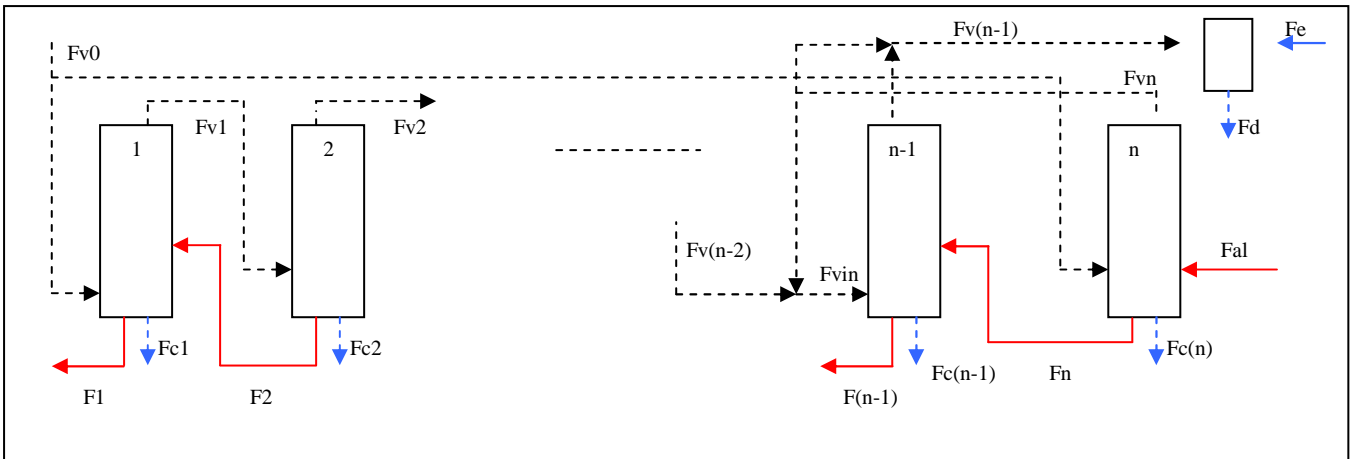 Fv0
Fv(n-1)
Fe
Fv1
Fv2
Fvn
Fd
1
2
n-1
n
Fv(n-2)
Fvin
Fal
Fc1
Fc2
Fc(n-1)
Fn
Fc(n)
F1
F2
F(n-1)